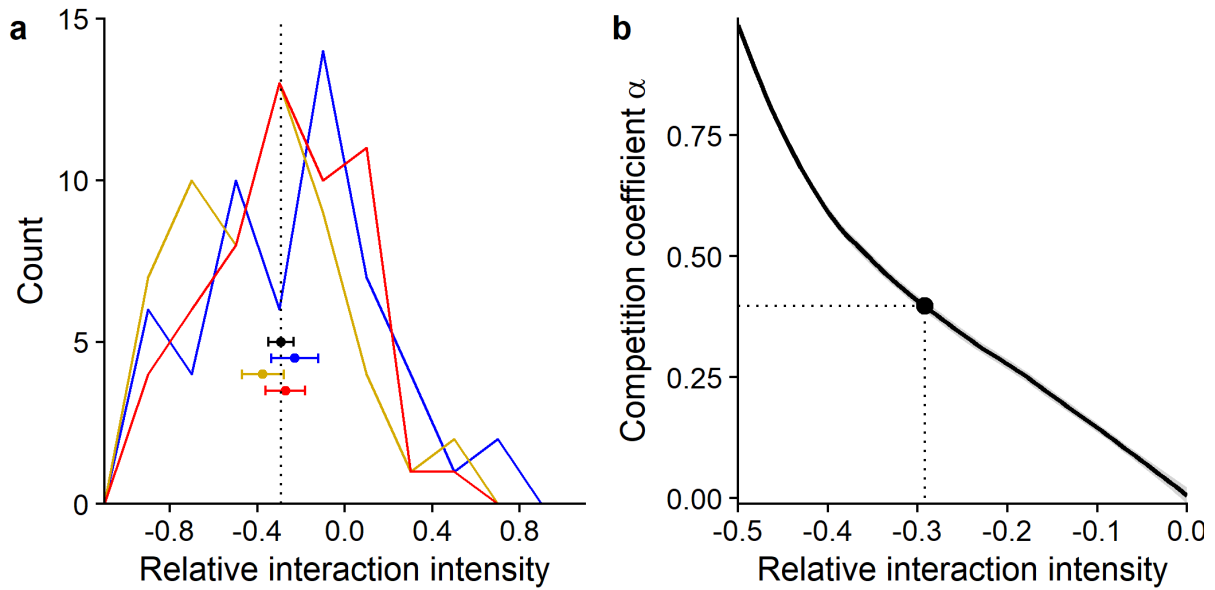 a
15
10
5
0
Count
-0.8 -0.4 0.0 0.4 0.8
Relative interaction intensity
b
0.75
0.50
0.25
0.00
Competition coefficient α
-0.5 -0.4 -0.3 -0.2 -0.1 0.0
Relative interaction intensity